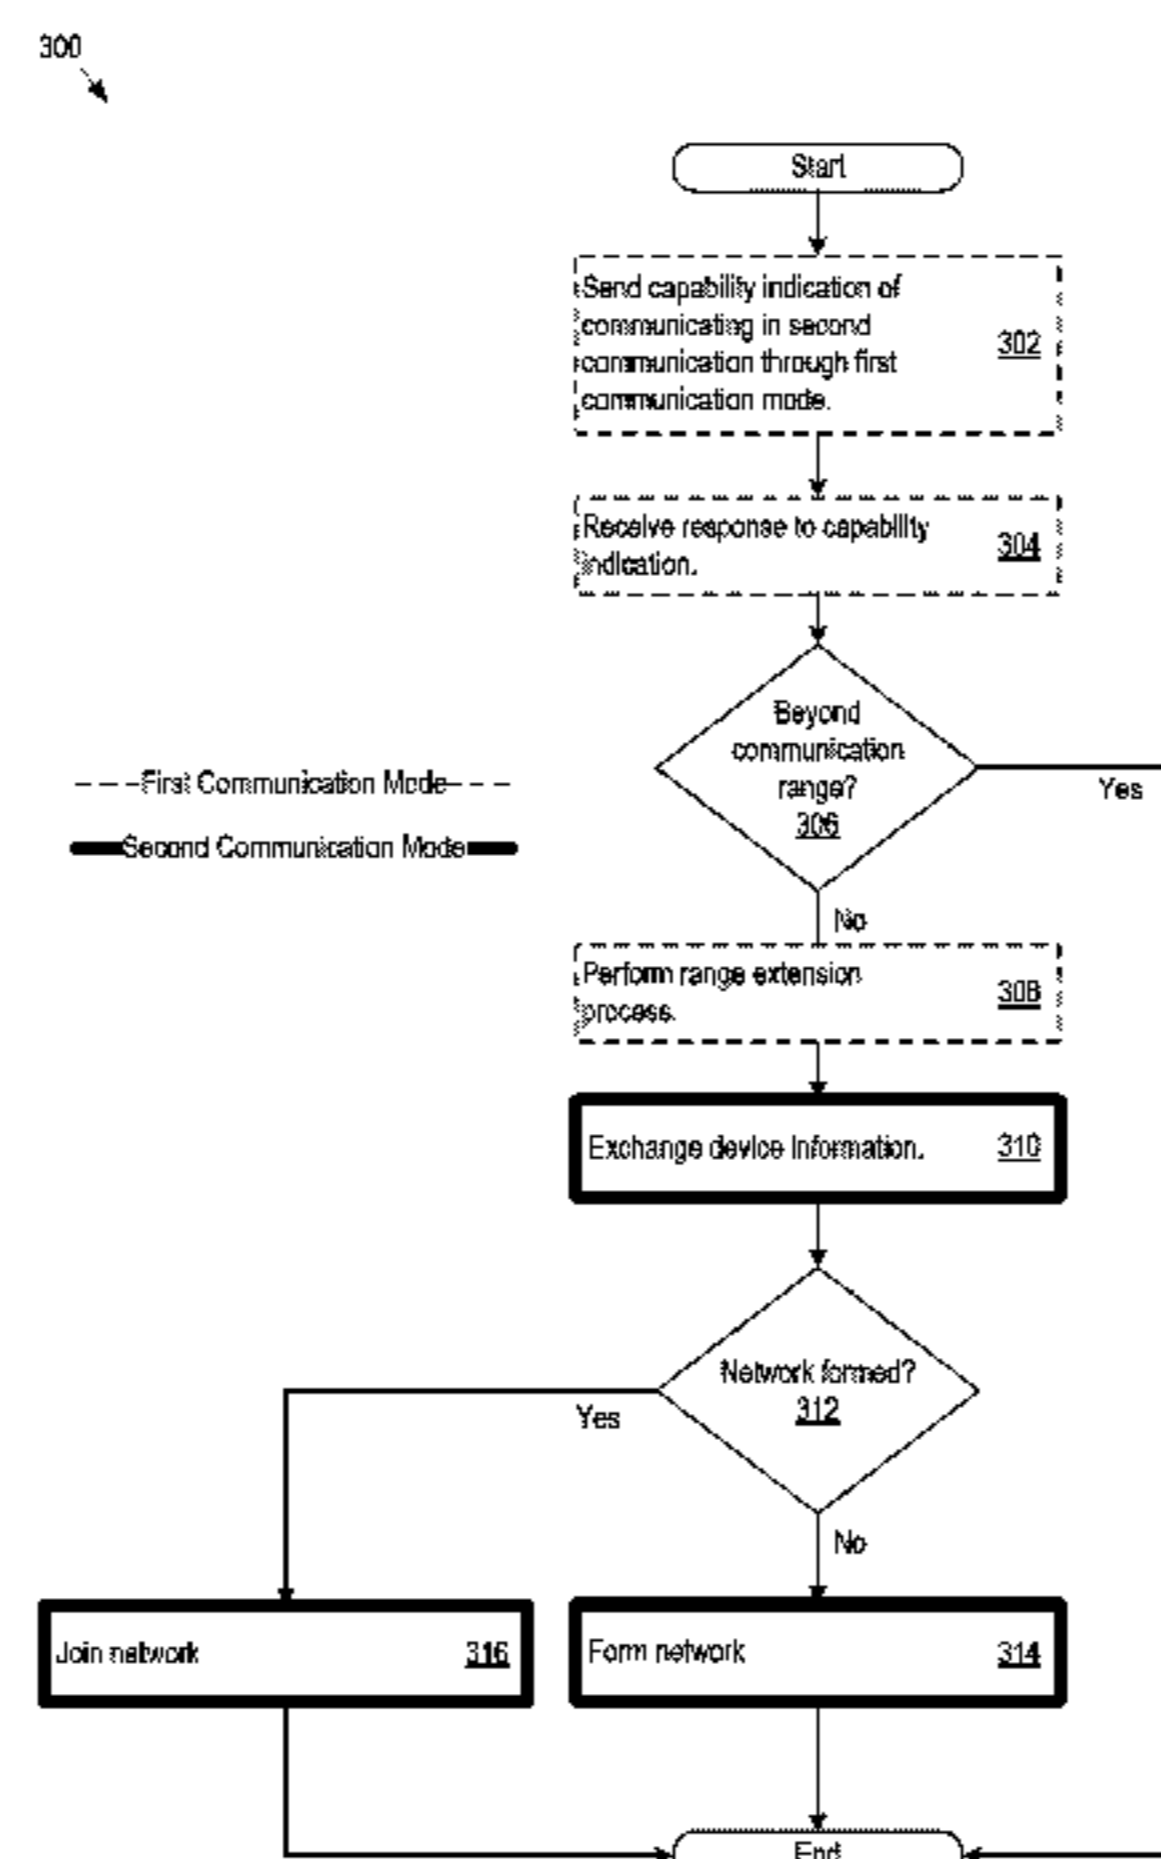 300
Start
Send capability indication of
communicating in second
communication through first
communication mode.
302
Receive response to capability
indication.
304
Beyond
communication
range?
306
Yes
First Communication Mode
Second Communication Mode
No
Perform range extension
process.
308
Exchange device information.
310
Network formed?
312
Yes
No
Join network
316
Form network
314
End